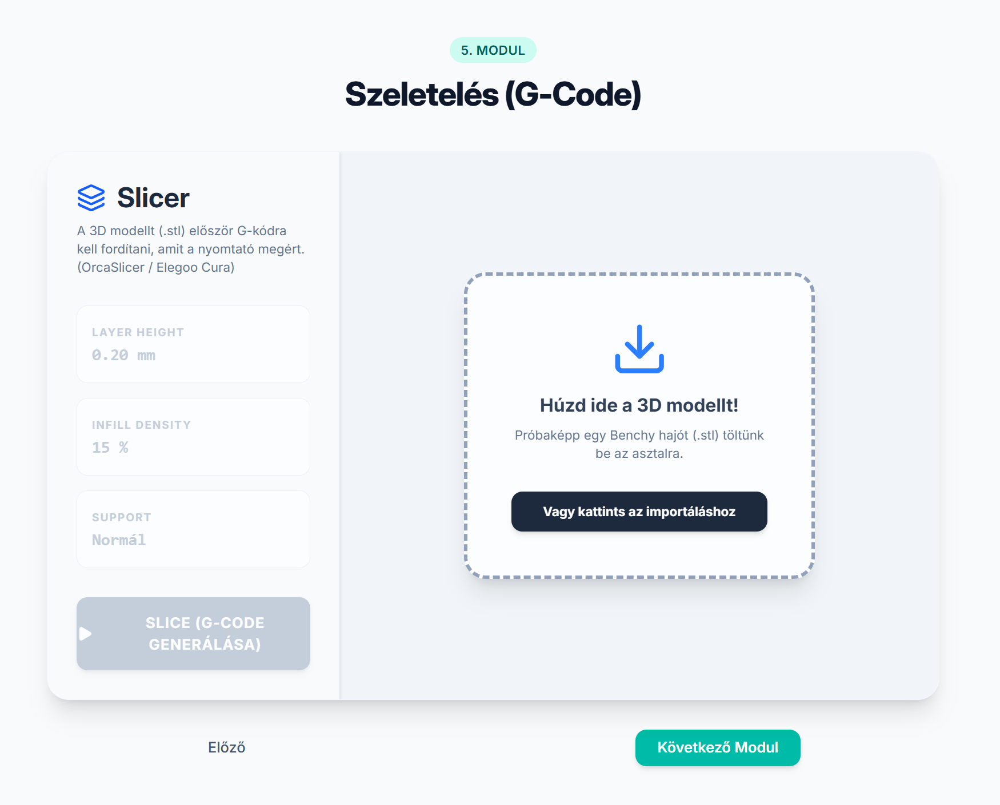 5. MODUL
Szeletelés (G-Code)
Slicer
A 3D modellt (.stl) először G-kódra
kell fordítani, amit a nyomtató megért.
(OrcaSlicer / Elegoo Cura)
LAYER HEIGHT
0.20 mm
INFILL DENSITY
15 %
SUPPORT
Normál
SLICE (G-CODE
GENERÁLÁSA)
Húzd ide a 3D modellt!
Próbaképp egy Benchy hajót (.stl) töltünk
be az asztalra.
Vagy kattints az importáláshoz
Előző
Következő Modul